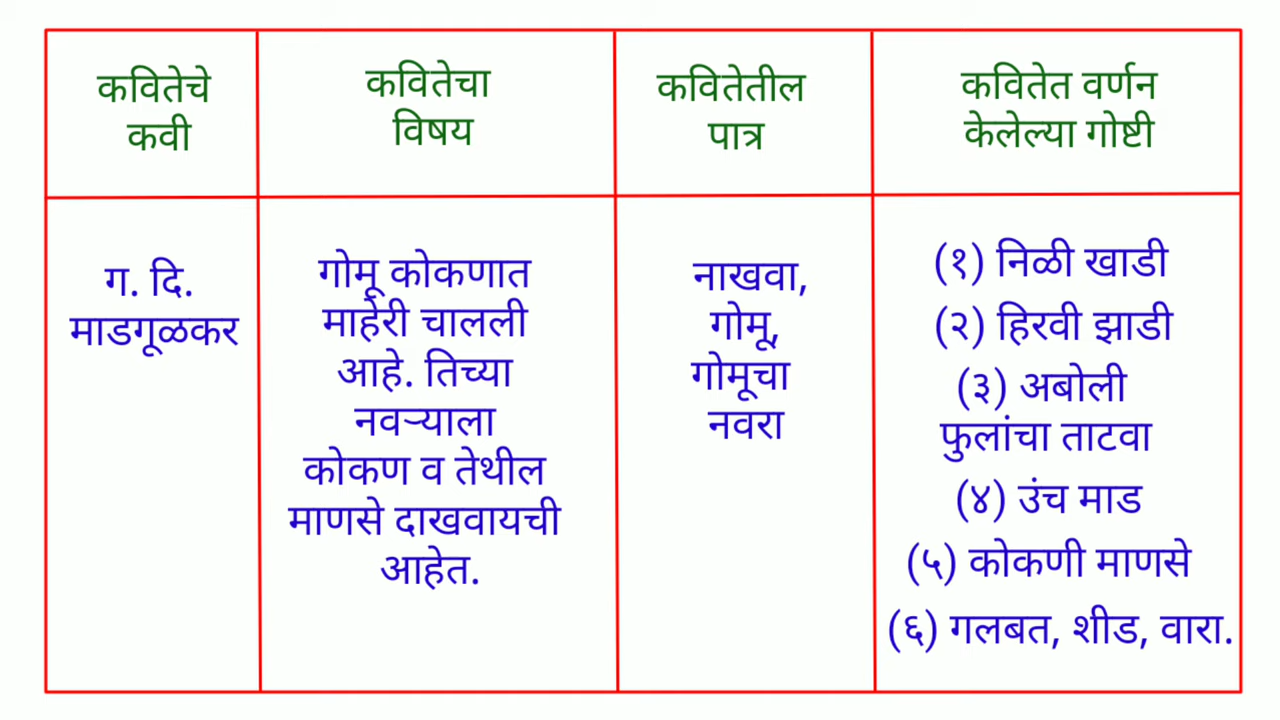 कवितेचे
कवी
कवितेचा
विषय
कवितेतील
पात्र
कवितेत वर्णन
केलेल्या गोष्टी
ग. दि.
माडगूळकर
गोमू कोकणात
माहेरी चालली
आहे. तिच्या
नवऱ्याला
कोकण व तेथील
माणसे दाखवायची
आहेत.
नाखवा,
गोमू,
गोमूचा
नवरा
(१) निळी खाडी
(२) हिरवी झाडी
(३) अबोली
फुलांचा ताटवा
(४) उंच माड
(५) कोकणी माणसे
(६) गलबत, शीड, वारा.